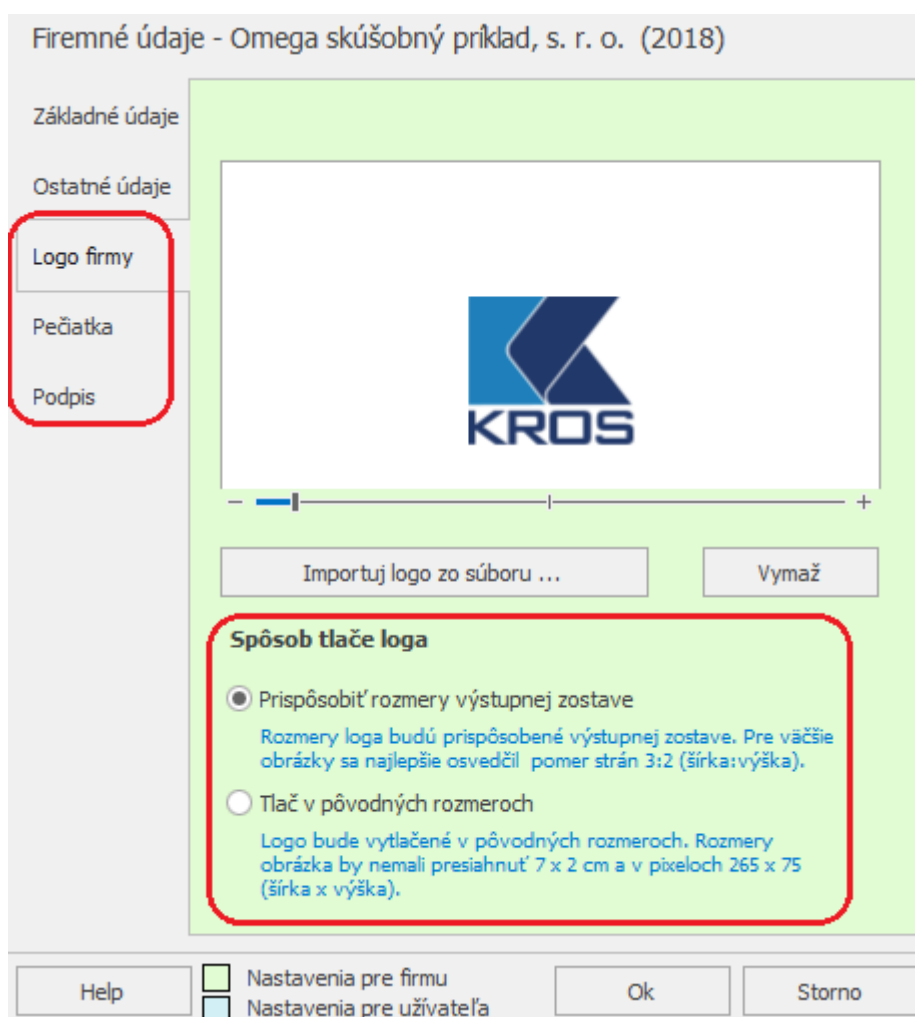 Firemné údaje - Omega skúšobný príklad, s. r. o. (2018)
Základné údaje
Ostatné údaje
Logo firmy
Pečiatka
Podpis
KROS
Importuj logo zo súboru ...
Vymaž
Spôsob tlače loga
Prispôsobiť rozmery výstupnej zostave
Rozmery loga budú prispôsobené výstupnej zostave. Pre väčšie
obrázky sa najlepšie osvedčil pomer strán 3:2 (šírka:výška).
Tlač v pôvodných rozmeroch
Logo bude vytlačené v pôvodných rozmeroch. Rozmery
obrázka by nemali presiahnuť 7 x 2 cm a v pixeloch 265 x 75
(šírka x výška).
Help
Nastavenia pre firmu
Nastavenia pre užívateľa
Ok
Storno